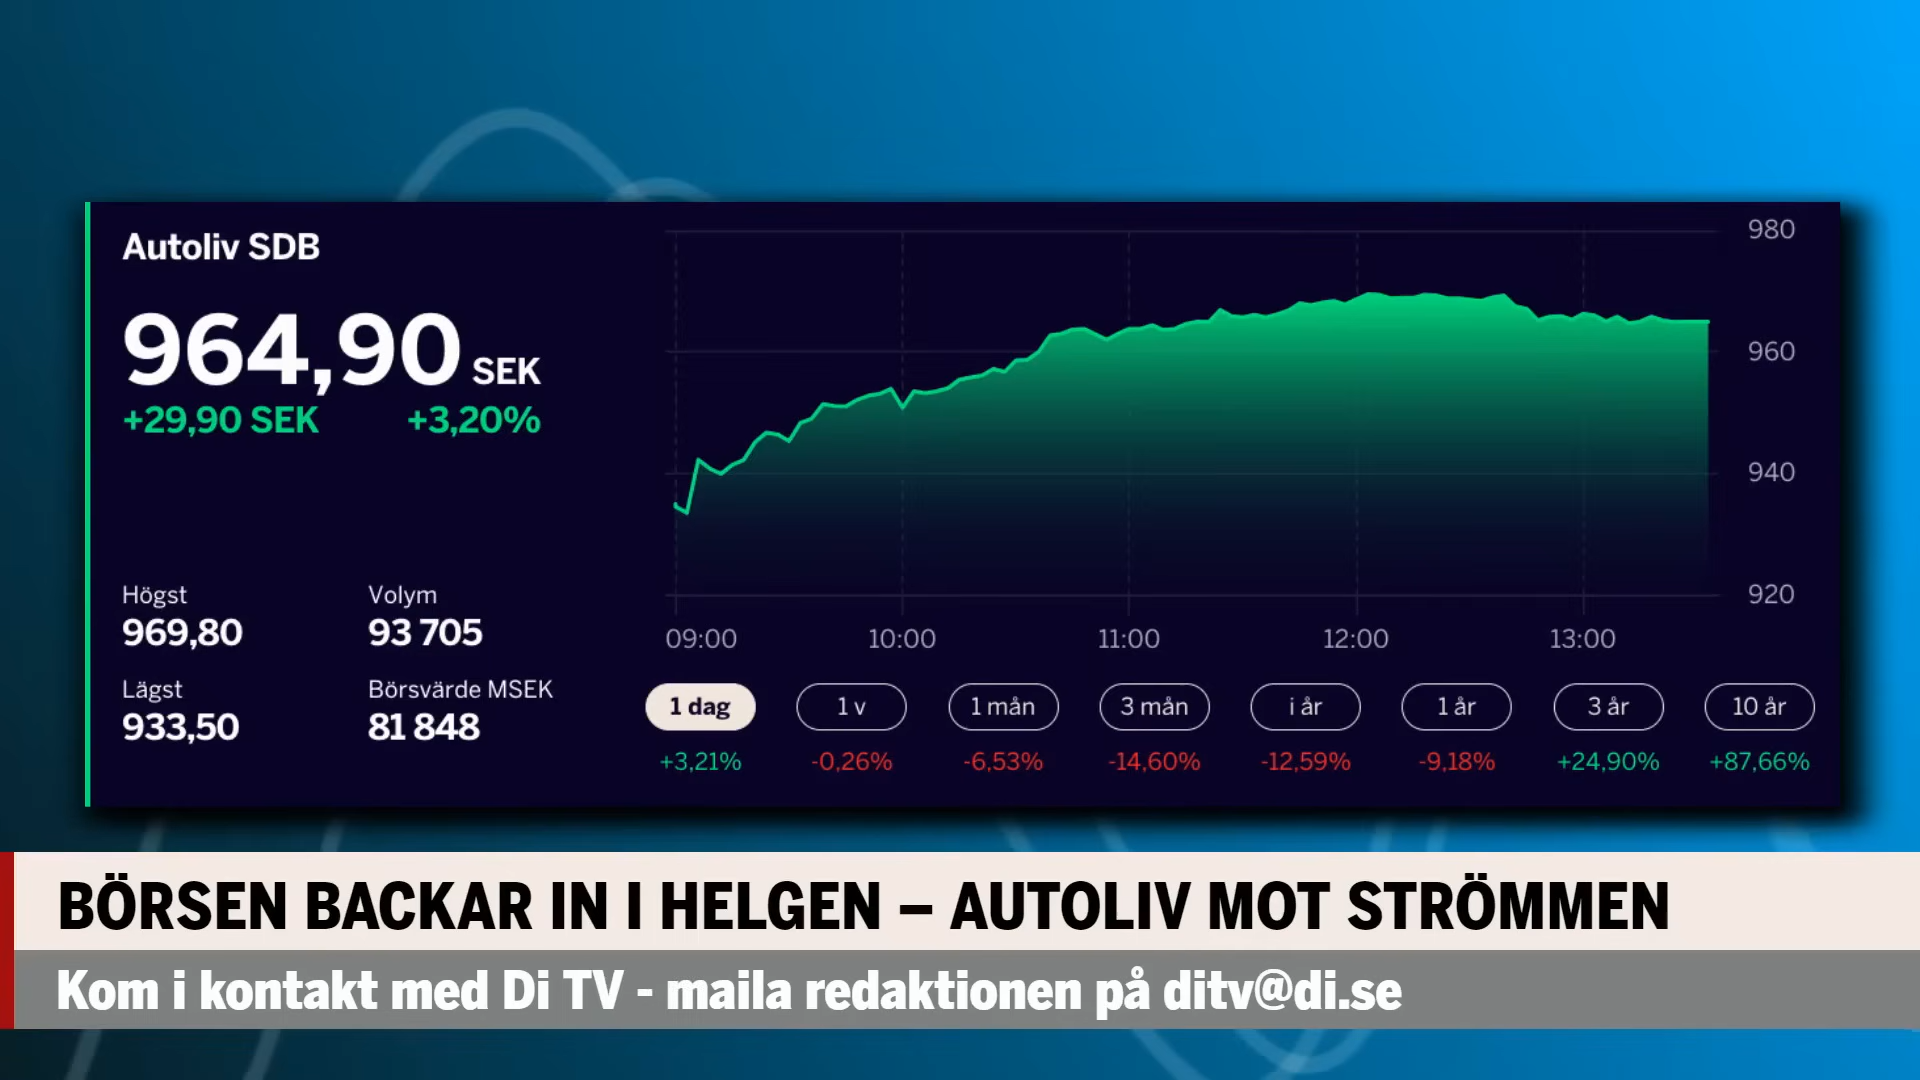 Autoliv SDB
964,90 SEK
+29,90 SEK +3,20%
Högst Volym
969,80 93 705
Lägst Börsvärde MSEK
933,50 81 848
980
960
940
920
09:00 10:00 11:00 12:00 13:00
1 dag 1 v 1 mån 3 mån i år 1 år 3 år 10 år
+3,21% -0,26% -6,53% -14,60% -12,59% -9,18% +24,90% +87,66%
BÖRSEN BACKAR IN I HELGEN – AUTOLIV MOT STRÖMMEN
Kom i kontakt med Di TV - maila redaktionen på ditv@di.se